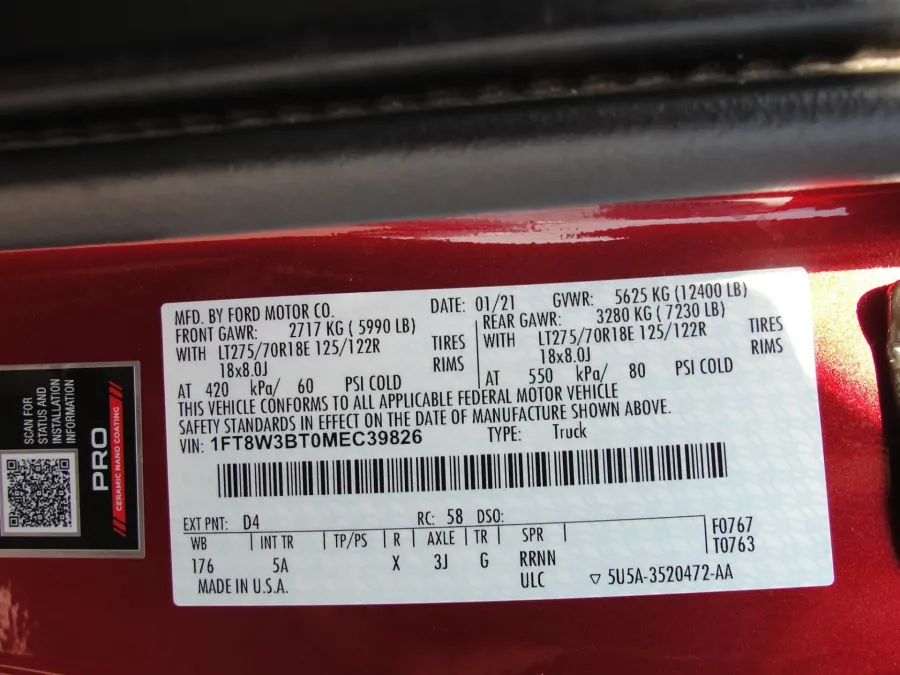 MFD. BY FORD MOTOR CO.
DATE: 01/21
GVWR: 5625 KG (12400 LB)
FRONT GAWR: 2717 KG ( 5990 LB)
WITH LT275/70R18E 125/122R TIRES
18x8.0J RIMS
AT 420 kPa/ 60 PSI COLD
REAR GAWR: 3280 KG ( 7230 LB)
WITH LT275/70R18E 125/122R TIRES
18x8.0J RIMS
AT 550 kPa/ 80 PSI COLD
THIS VEHICLE CONFORMS TO ALL APPLICABLE FEDERAL MOTOR VEHICLE
SAFETY STANDARDS IN EFFECT ON THE DATE OF MANUFACTURE SHOWN ABOVE.
VIN: 1FT8W3BT0MEC39826 TYPE: Truck
EXT PNT: D4 RC: 58 DSO:
WB | INT TR | TP/PS | R | AXLE | TR | SPR | F0767
176 5A X 3J G RRNN T0763
ULC
MADE IN U.S.A. ▽ 5U5A-3520472-AA
SCAN FOR
STATUS AND
INSTALLATION
INFORMATION
PRO
CERAMIC NANO COATING